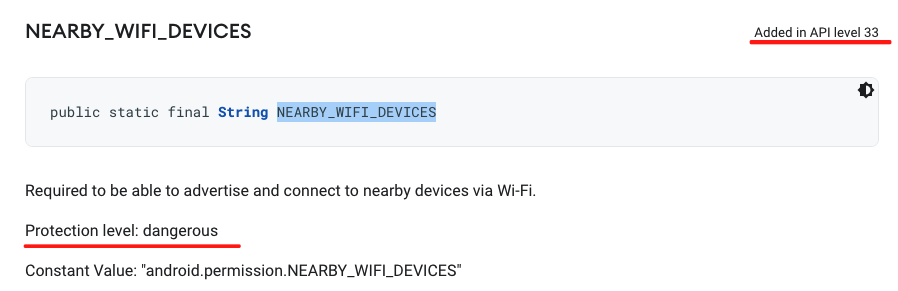 NEARBY_WIFI_DEVICES
Added in API level 33
public static final String NEARBY_WIFI_DEVICES
Required to be able to advertise and connect to nearby devices via Wi-Fi.
Protection level: dangerous
Constant Value: "android.permission.NEARBY_WIFI_DEVICES"